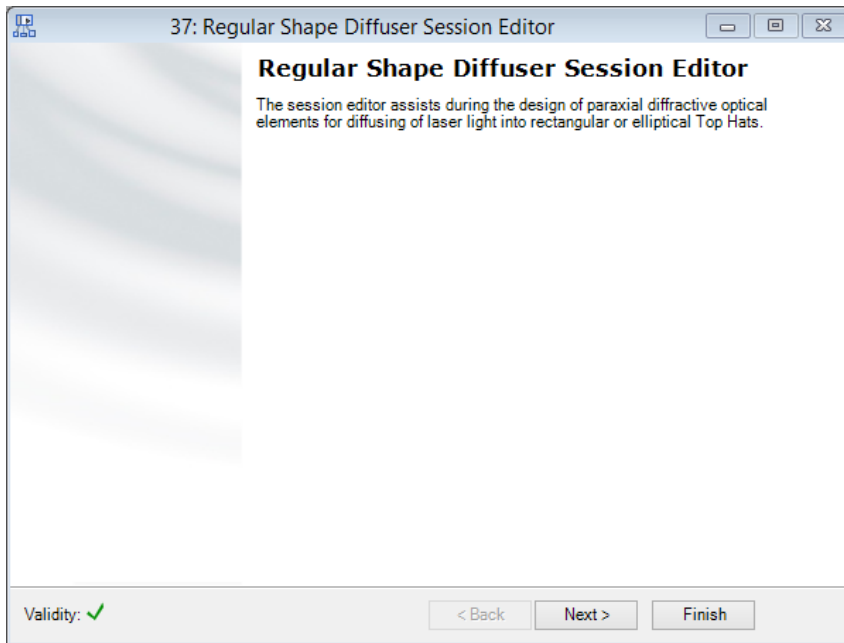 37: Regular Shape Diffuser Session Editor
Regular Shape Diffuser Session Editor
The session editor assists during the design of paraxial diffractive optical
elements for diffusing of laser light into rectangular or elliptical Top Hats.
Validity:
< Back
Next >
Finish